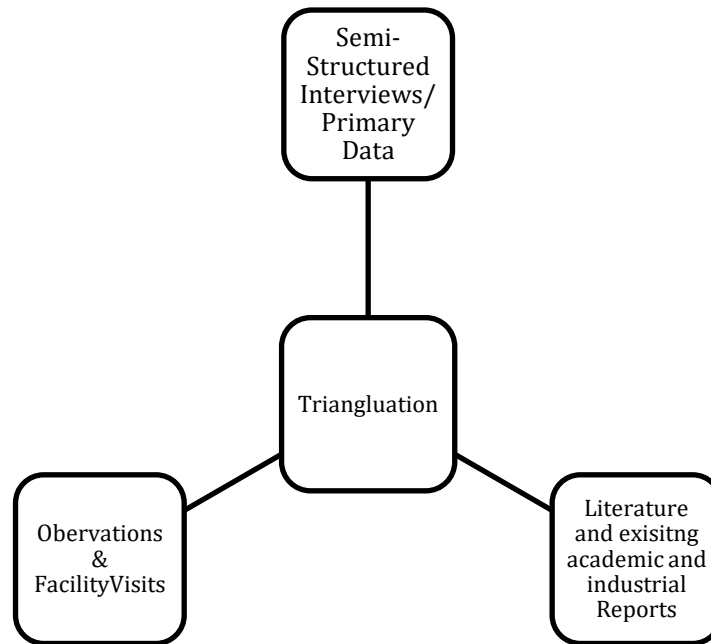 Semi-
Structured
Interviews/
Primary
Data
Triangluation
Obervations
&
FacilityVisits
Literature
and exisitng
academic and
industrial
Reports